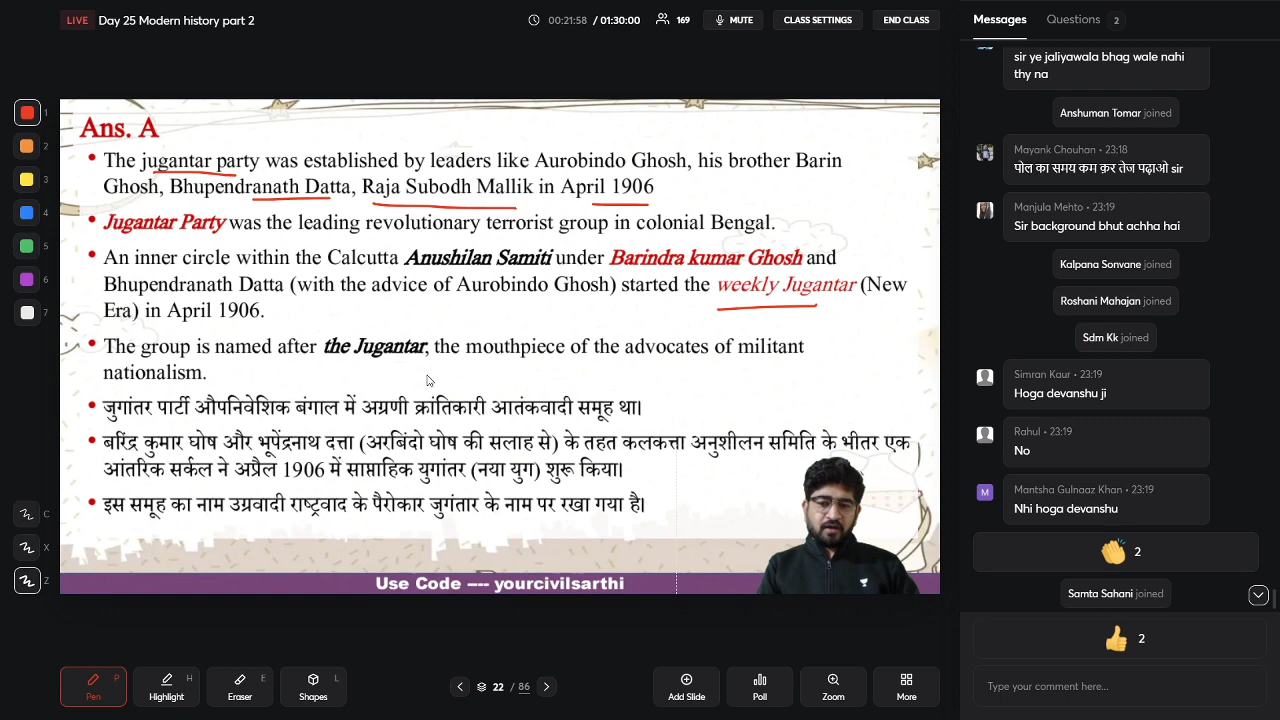 LIVE Day 25 Modern history part 2
00:21:58 / 01:30:00
169
MUTE
CLASS SETTINGS
END CLASS
1
2
3
4
5
6
7
C
X
Z
Ans. A
• The jugantar party was established by leaders like Aurobindo Ghosh, his brother Barin
Ghosh, Bhupendranath Datta, Raja Subodh Mallik in April 1906
• Jugantar Party was the leading revolutionary terrorist group in colonial Bengal.
• An inner circle within the Calcutta Anushilan Samiti under Barindra kumar Ghosh and
Bhupendranath Datta (with the advice of Aurobindo Ghosh) started the weekly Jugantar (New
Era) in April 1906.
• The group is named after the Jugantar, the mouthpiece of the advocates of militant
nationalism.
• जुगांतर पार्टी औपनिवेशिक बंगाल में अग्रणी क्रांतिकारी आतंकवादी समूह था।
• बरिंद्र कुमार घोष और भूपेंद्रनाथ दत्ता (अरबिंदो घोष की सलाह से) के तहत कलकत्ता अनुशीलन समिति के भीतर एक
आंतरिक सर्कल ने अप्रैल 1906 में साप्ताहिक युगांतर (नया युग) शुरू किया।
• इस समूह का नाम उग्रवादी राष्ट्रवाद के पैरोकार जुगंतार के नाम पर रखा गया है।
Use Code ---- yourcivilsarthi
Pen P
Highlight H
Eraser E
Shapes L
22 / 86
Add Slide
Poll
Zoom
More
Messages
Questions 2
sir ye jaliyawala bhag wale nahi
thy na
Anshuman Tomar joined
Mayank Chouhan • 23:18
पोल का समय कम क़र तेज पढ़ाओ sir
Manjula Mehto • 23:19
Sir background bhut achha hai
Kalpana Sonvane joined
Roshani Mahajan joined
Sdm Kk joined
Simran Kaur • 23:19
Hoga devanshu ji
Rahul • 23:19
No
M
Mantsha Gulnaaz Khan • 23:19
Nhi hoga devanshu
2
Samta Sahani joined
2
Type your comment here...